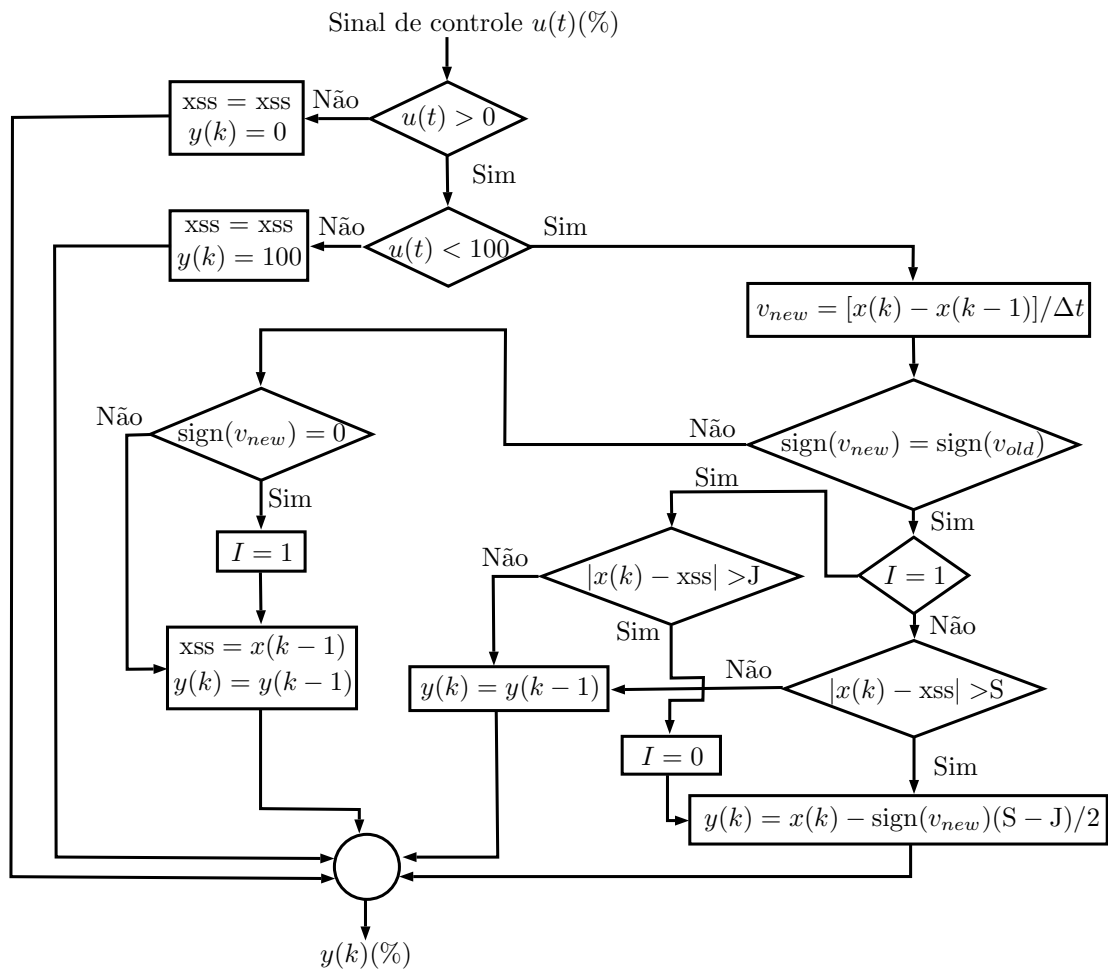 Sinal de controle u(t)(%)
xss = xss
y(k) = 0
Não
u(t) > 0
Sim
xss = xss
y(k) = 100
Não
u(t) < 100
Sim
v_new = [x(k) − x(k − 1)]/Δt
Não
sign(v_new) = 0
Não
sign(v_new) = sign(v_old)
Sim
Sim
Sim
I = 1
Não
|x(k) − xss| >J
I = 1
Sim
Não
xss = x(k − 1)
y(k) = y(k − 1)
y(k) = y(k − 1)
Não
|x(k) − xss| >S
I = 0
Sim
y(k) = x(k) − sign(v_new)(S − J)/2
y(k)(%)